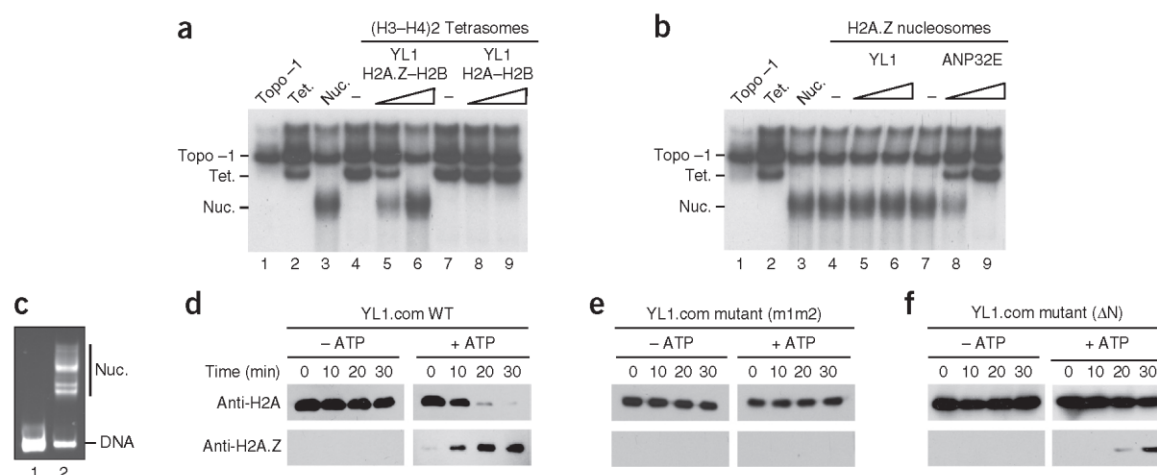 a
(H3–H4)2 Tetrasomes
YL1 YL1
H2A.Z–H2B H2A–H2B
Topo –1 Tet. Nuc. – –
Topo –1
Tet.
Nuc.
1 2 3 4 5 6 7 8 9
b
H2A.Z nucleosomes
YL1 ANP32E
Topo –1 Tet. Nuc. – –
Topo –1
Tet.
Nuc.
1 2 3 4 5 6 7 8 9
c
Nuc.
DNA
1 2
d
YL1.com WT
– ATP + ATP
Time (min) 0 10 20 30 0 10 20 30
Anti-H2A
Anti-H2A.Z
e
YL1.com mutant (m1m2)
– ATP + ATP
0 10 20 30 0 10 20 30
f
YL1.com mutant (ΔN)
– ATP + ATP
0 10 20 30 0 10 20 30